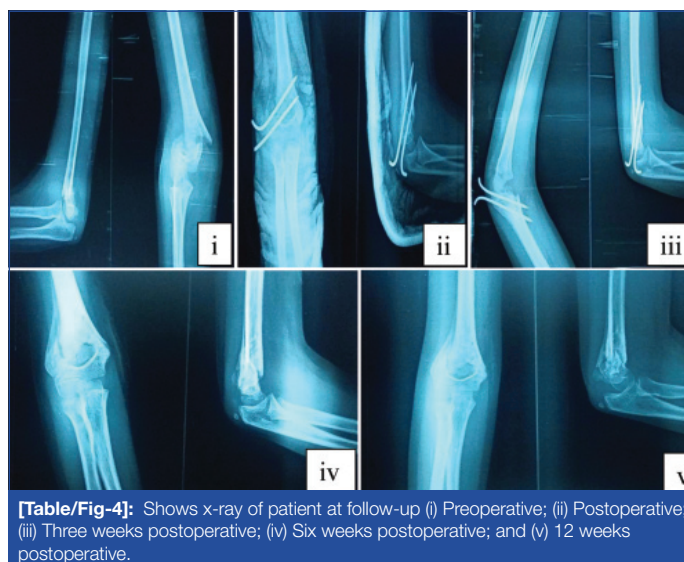 i
ii
iii
iv
v
[Table/Fig-4]: Shows x-ray of patient at follow-up (i) Preoperative; (ii) Postoperative;
(iii) Three weeks postoperative; (iv) Six weeks postoperative; and (v) 12 weeks
postoperative.